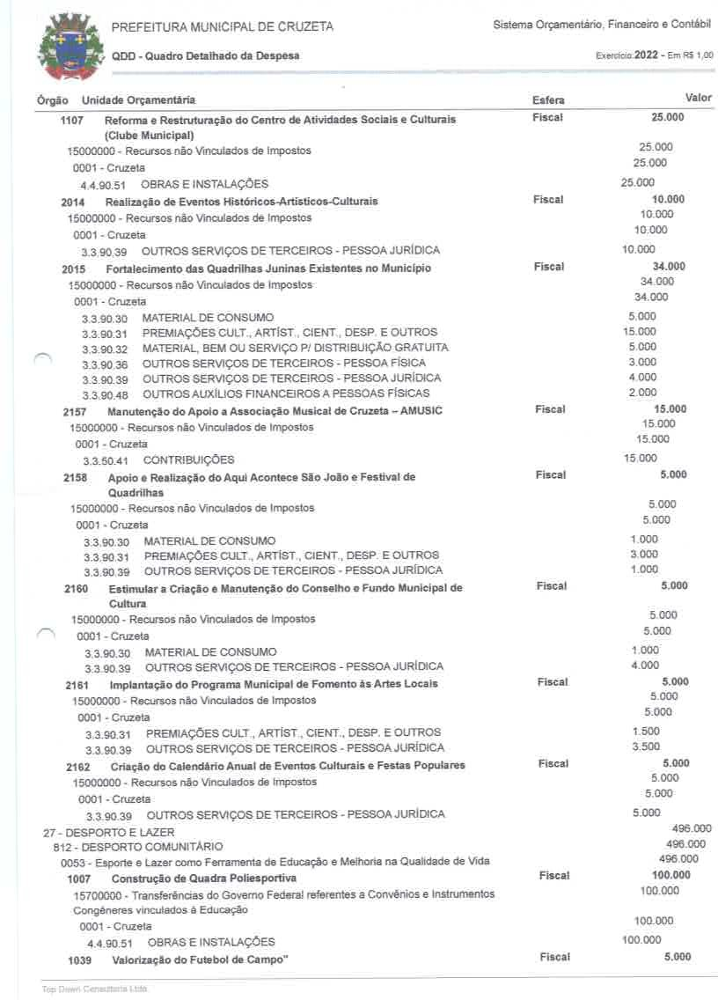 PREFEITURA MUNICIPAL DE CRUZETA Sistema Orçamentário, Financeiro e Contábil
QDD - Quadro Detalhado da Despesa Exercício:2022 - Em R$ 1,00
Órgão Unidade Orçamentária Esfera Valor
1107 Reforma e Restruturação do Centro de Atividades Sociais e Culturais Fiscal 25.000
(Clube Municipal)
15000000 - Recursos não Vinculados de Impostos 25.000
0001 - Cruzeta 25.000
4.4.90.51 OBRAS E INSTALAÇÕES 25.000
2014 Realização de Eventos Históricos-Artísticos-Culturais Fiscal 10.000
15000000 - Recursos não Vinculados de Impostos 10.000
0001 - Cruzeta 10.000
3.3.90.39 OUTROS SERVIÇOS DE TERCEIROS - PESSOA JURÍDICA 10.000
2015 Fortalecimento das Quadrilhas Juninas Existentes no Município Fiscal 34.000
15000000 - Recursos não Vinculados de Impostos 34.000
0001 - Cruzeta 34.000
3.3.90.30 MATERIAL DE CONSUMO 5.000
3.3.90.31 PREMIAÇÕES CULT., ARTÍST., CIENT., DESP. E OUTROS 15.000
3.3.90.32 MATERIAL, BEM OU SERVIÇO P/ DISTRIBUIÇÃO GRATUITA 5.000
3.3.90.36 OUTROS SERVIÇOS DE TERCEIROS - PESSOA FÍSICA 3.000
3.3.90.39 OUTROS SERVIÇOS DE TERCEIROS - PESSOA JURÍDICA 4.000
3.3.90.48 OUTROS AUXÍLIOS FINANCEIROS A PESSOAS FÍSICAS 2.000
2157 Manutenção do Apoio a Associação Musical de Cruzeta – AMUSIC Fiscal 15.000
15000000 - Recursos não Vinculados de Impostos 15.000
0001 - Cruzeta 15.000
3.3.50.41 CONTRIBUIÇÕES 15.000
2158 Apoio e Realização do Aqui Acontece São João e Festival de Fiscal 5.000
Quadrilhas
15000000 - Recursos não Vinculados de Impostos 5.000
0001 - Cruzeta 5.000
3.3.90.30 MATERIAL DE CONSUMO 1.000
3.3.90.31 PREMIAÇÕES CULT., ARTÍST., CIENT., DESP. E OUTROS 3.000
3.3.90.39 OUTROS SERVIÇOS DE TERCEIROS - PESSOA JURÍDICA 1.000
2160 Estimular a Criação e Manutenção do Conselho e Fundo Municipal de Fiscal 5.000
Cultura
15000000 - Recursos não Vinculados de Impostos 5.000
0001 - Cruzeta 5.000
3.3.90.30 MATERIAL DE CONSUMO 1.000
3.3.90.39 OUTROS SERVIÇOS DE TERCEIROS - PESSOA JURÍDICA 4.000
2161 Implantação do Programa Municipal de Fomento às Artes Locais Fiscal 5.000
15000000 - Recursos não Vinculados de Impostos 5.000
0001 - Cruzeta 5.000
3.3.90.31 PREMIAÇÕES CULT., ARTÍST., CIENT., DESP. E OUTROS 1.500
3.3.90.39 OUTROS SERVIÇOS DE TERCEIROS - PESSOA JURÍDICA 3.500
2162 Criação do Calendário Anual de Eventos Culturais e Festas Populares Fiscal 5.000
15000000 - Recursos não Vinculados de Impostos 5.000
0001 - Cruzeta 5.000
3.3.90.39 OUTROS SERVIÇOS DE TERCEIROS - PESSOA JURÍDICA 5.000
27 - DESPORTO E LAZER 496.000
812 - DESPORTO COMUNITÁRIO 496.000
0053 - Esporte e Lazer como Ferramenta de Educação e Melhoria na Qualidade de Vida 496.000
1007 Construção de Quadra Poliesportiva Fiscal 100.000
15700000 - Transferências do Governo Federal referentes a Convênios e Instrumentos 100.000
Congêneres vinculados à Educação
0001 - Cruzeta 100.000
4.4.90.51 OBRAS E INSTALAÇÕES 100.000
1039 Valorização do Futebol de Campo" Fiscal 5.000
Top Down Consultoria Ltda.